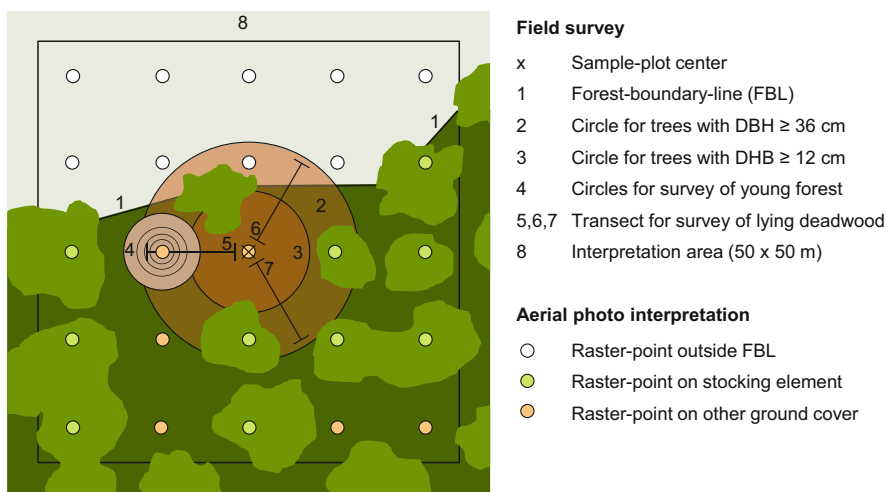 8
1
1
2
6
5
4
3
7
Field survey
x Sample-plot center
1 Forest-boundary-line (FBL)
2 Circle for trees with DBH ≥ 36 cm
3 Circle for trees with DHB ≥ 12 cm
4 Circles for survey of young forest
5,6,7 Transect for survey of lying deadwood
8 Interpretation area (50 x 50 m)
Aerial photo interpretation
Raster-point outside FBL
Raster-point on stocking element
Raster-point on other ground cover